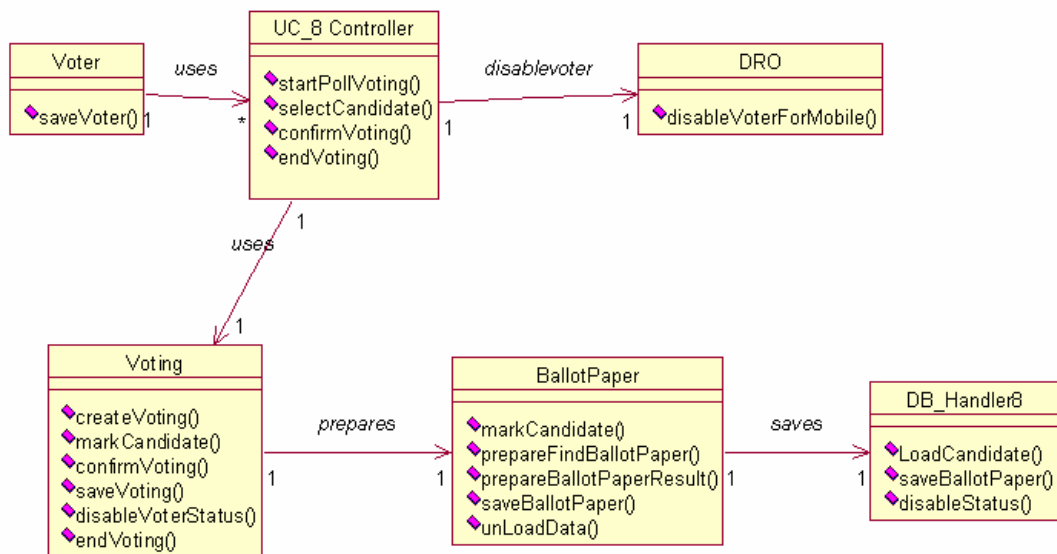 Voter
saveVoter()
1
uses
*
UC_8 Controller
startPollVoting()
selectCandidate()
confirmVoting()
endVoting()
1
disablevoter
1
DRO
disableVoterForMobile()
1
uses
1
Voting
createVoting()
markCandidate()
confirmVoting()
saveVoting()
disableVoterStatus()
endVoting()
1
prepares
1
BallotPaper
markCandidate()
prepareFindBallotPaper()
prepareBallotPaperResult()
saveBallotPaper()
unLoadData()
1
saves
1
DB_Handler8
LoadCandidate()
saveBallotPaper()
disableStatus()